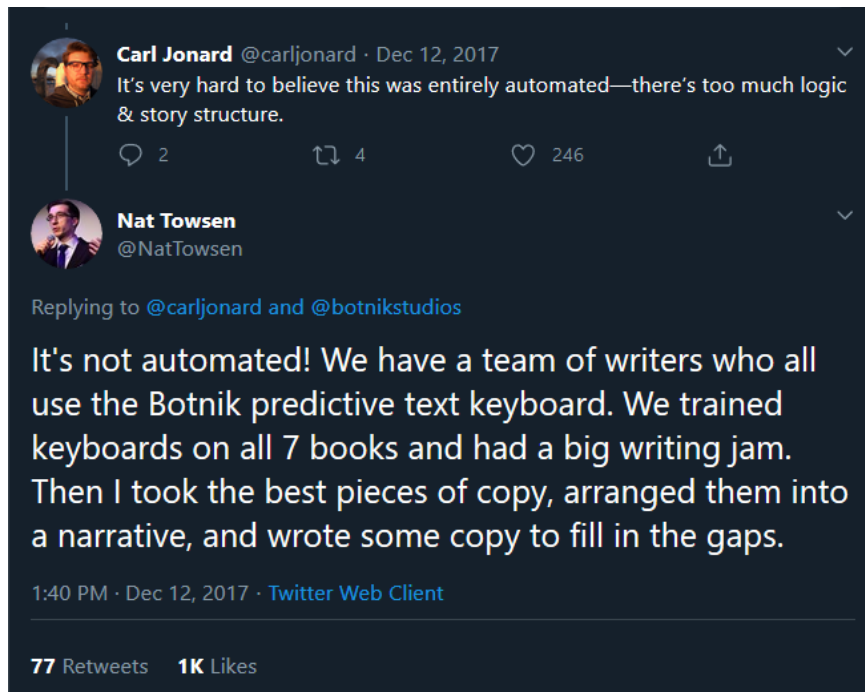 Carl Jonard @carljonard · Dec 12, 2017
It’s very hard to believe this was entirely automated—there’s too much logic
& story structure.
2 4 246
Nat Towsen
@NatTowsen
Replying to @carljonard and @botnikstudios
It's not automated! We have a team of writers who all
use the Botnik predictive text keyboard. We trained
keyboards on all 7 books and had a big writing jam.
Then I took the best pieces of copy, arranged them into
a narrative, and wrote some copy to fill in the gaps.
1:40 PM · Dec 12, 2017 · Twitter Web Client
77 Retweets 1K Likes